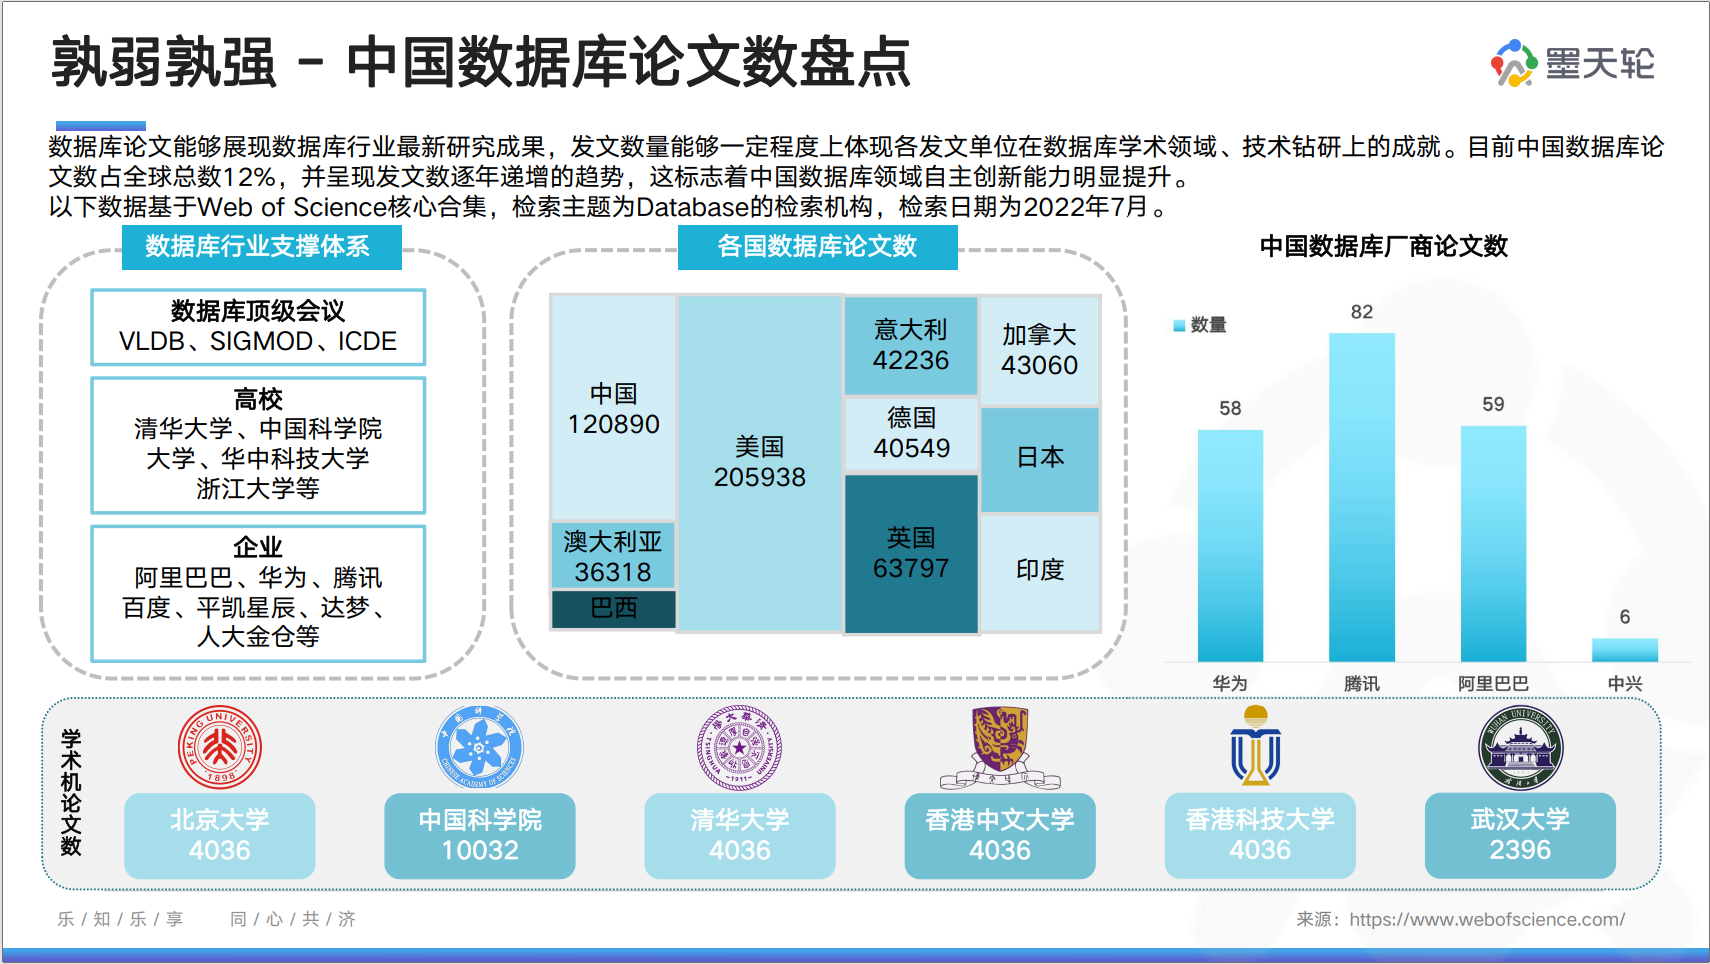 孰弱孰强 - 中国数据库论文数盘点
墨天轮
数据库论文能够展现数据库行业最新研究成果，发文数量能够一定程度上体现各发文单位在数据库学术领域、技术钻研上的成就。目前中国数据库论
文数占全球总数12%，并呈现发文数逐年递增的趋势，这标志着中国数据库领域自主创新能力明显提升。
以下数据基于Web of Science核心合集，检索主题为Database的检索机构，检索日期为2022年7月。
数据库行业支撑体系
数据库顶级会议
VLDB、SIGMOD、ICDE
高校
清华大学、中国科学院
大学、华中科技大学
浙江大学等
企业
阿里巴巴、华为、腾讯
百度、平凯星辰、达梦、
人大金仓等
各国数据库论文数
中国
120890
澳大利亚
36318
巴西
美国
205938
意大利
42236
德国
40549
英国
63797
加拿大
43060
日本
印度
中国数据库厂商论文数
数量
58
82
59
6
华为
腾讯
阿里巴巴
中兴
学术机论文数
PEKING UNIVERSITY
1898
CHINESE ACADEMY OF SCIENCES
TSINGHUA UNIVERSITY
1911
WUHAN UNIVERSITY
北京大学
4036
中国科学院
10032
清华大学
4036
香港中文大学
4036
香港科技大学
4036
武汉大学
2396
乐 / 知 / 乐 / 享 同 / 心 / 共 / 济
来源：https://www.webofscience.com/